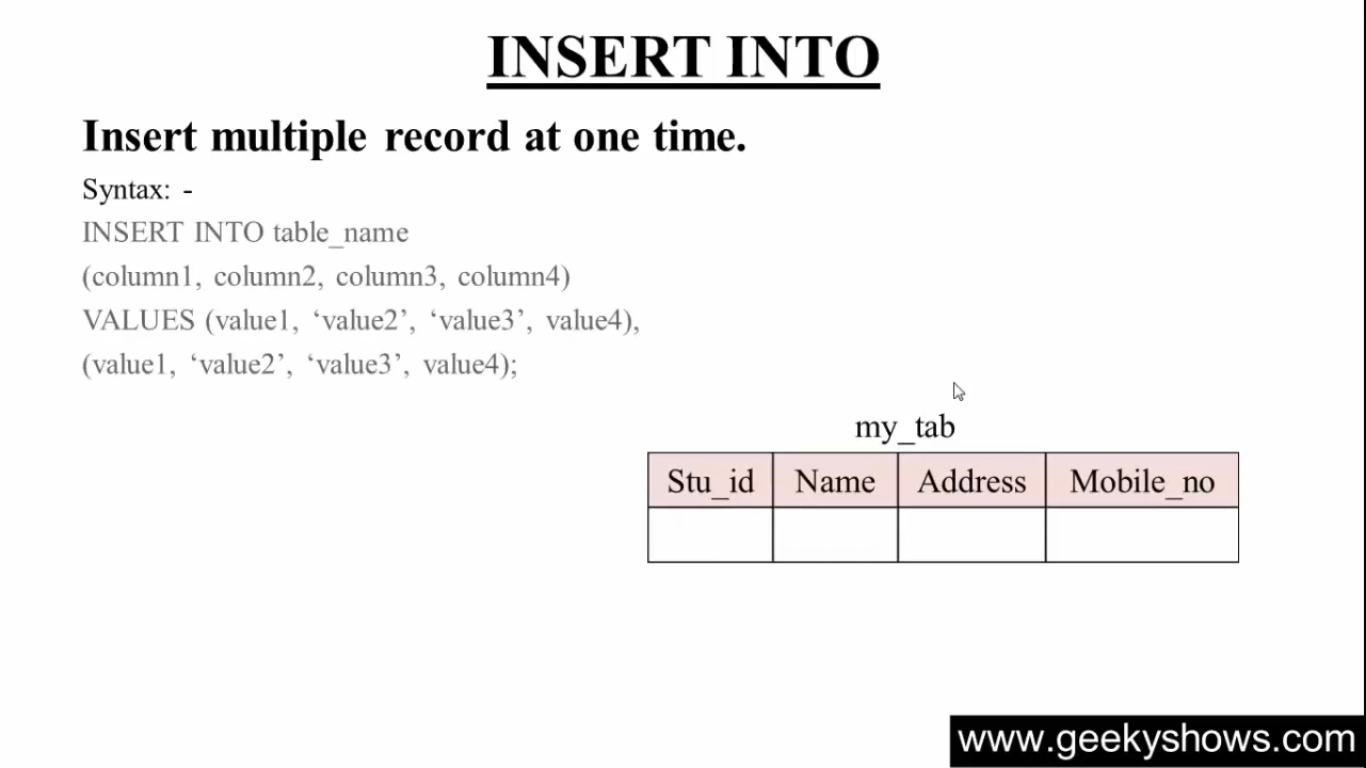 INSERT INTO
Insert multiple record at one time.
Syntax: -
INSERT INTO table_name
(column1, column2, column3, column4)
VALUES (value1, ‘value2’, ‘value3’, value4),
(value1, ‘value2’, ‘value3’, value4);
my_tab
Stu_id Name Address Mobile_no
www.geekyshows.com